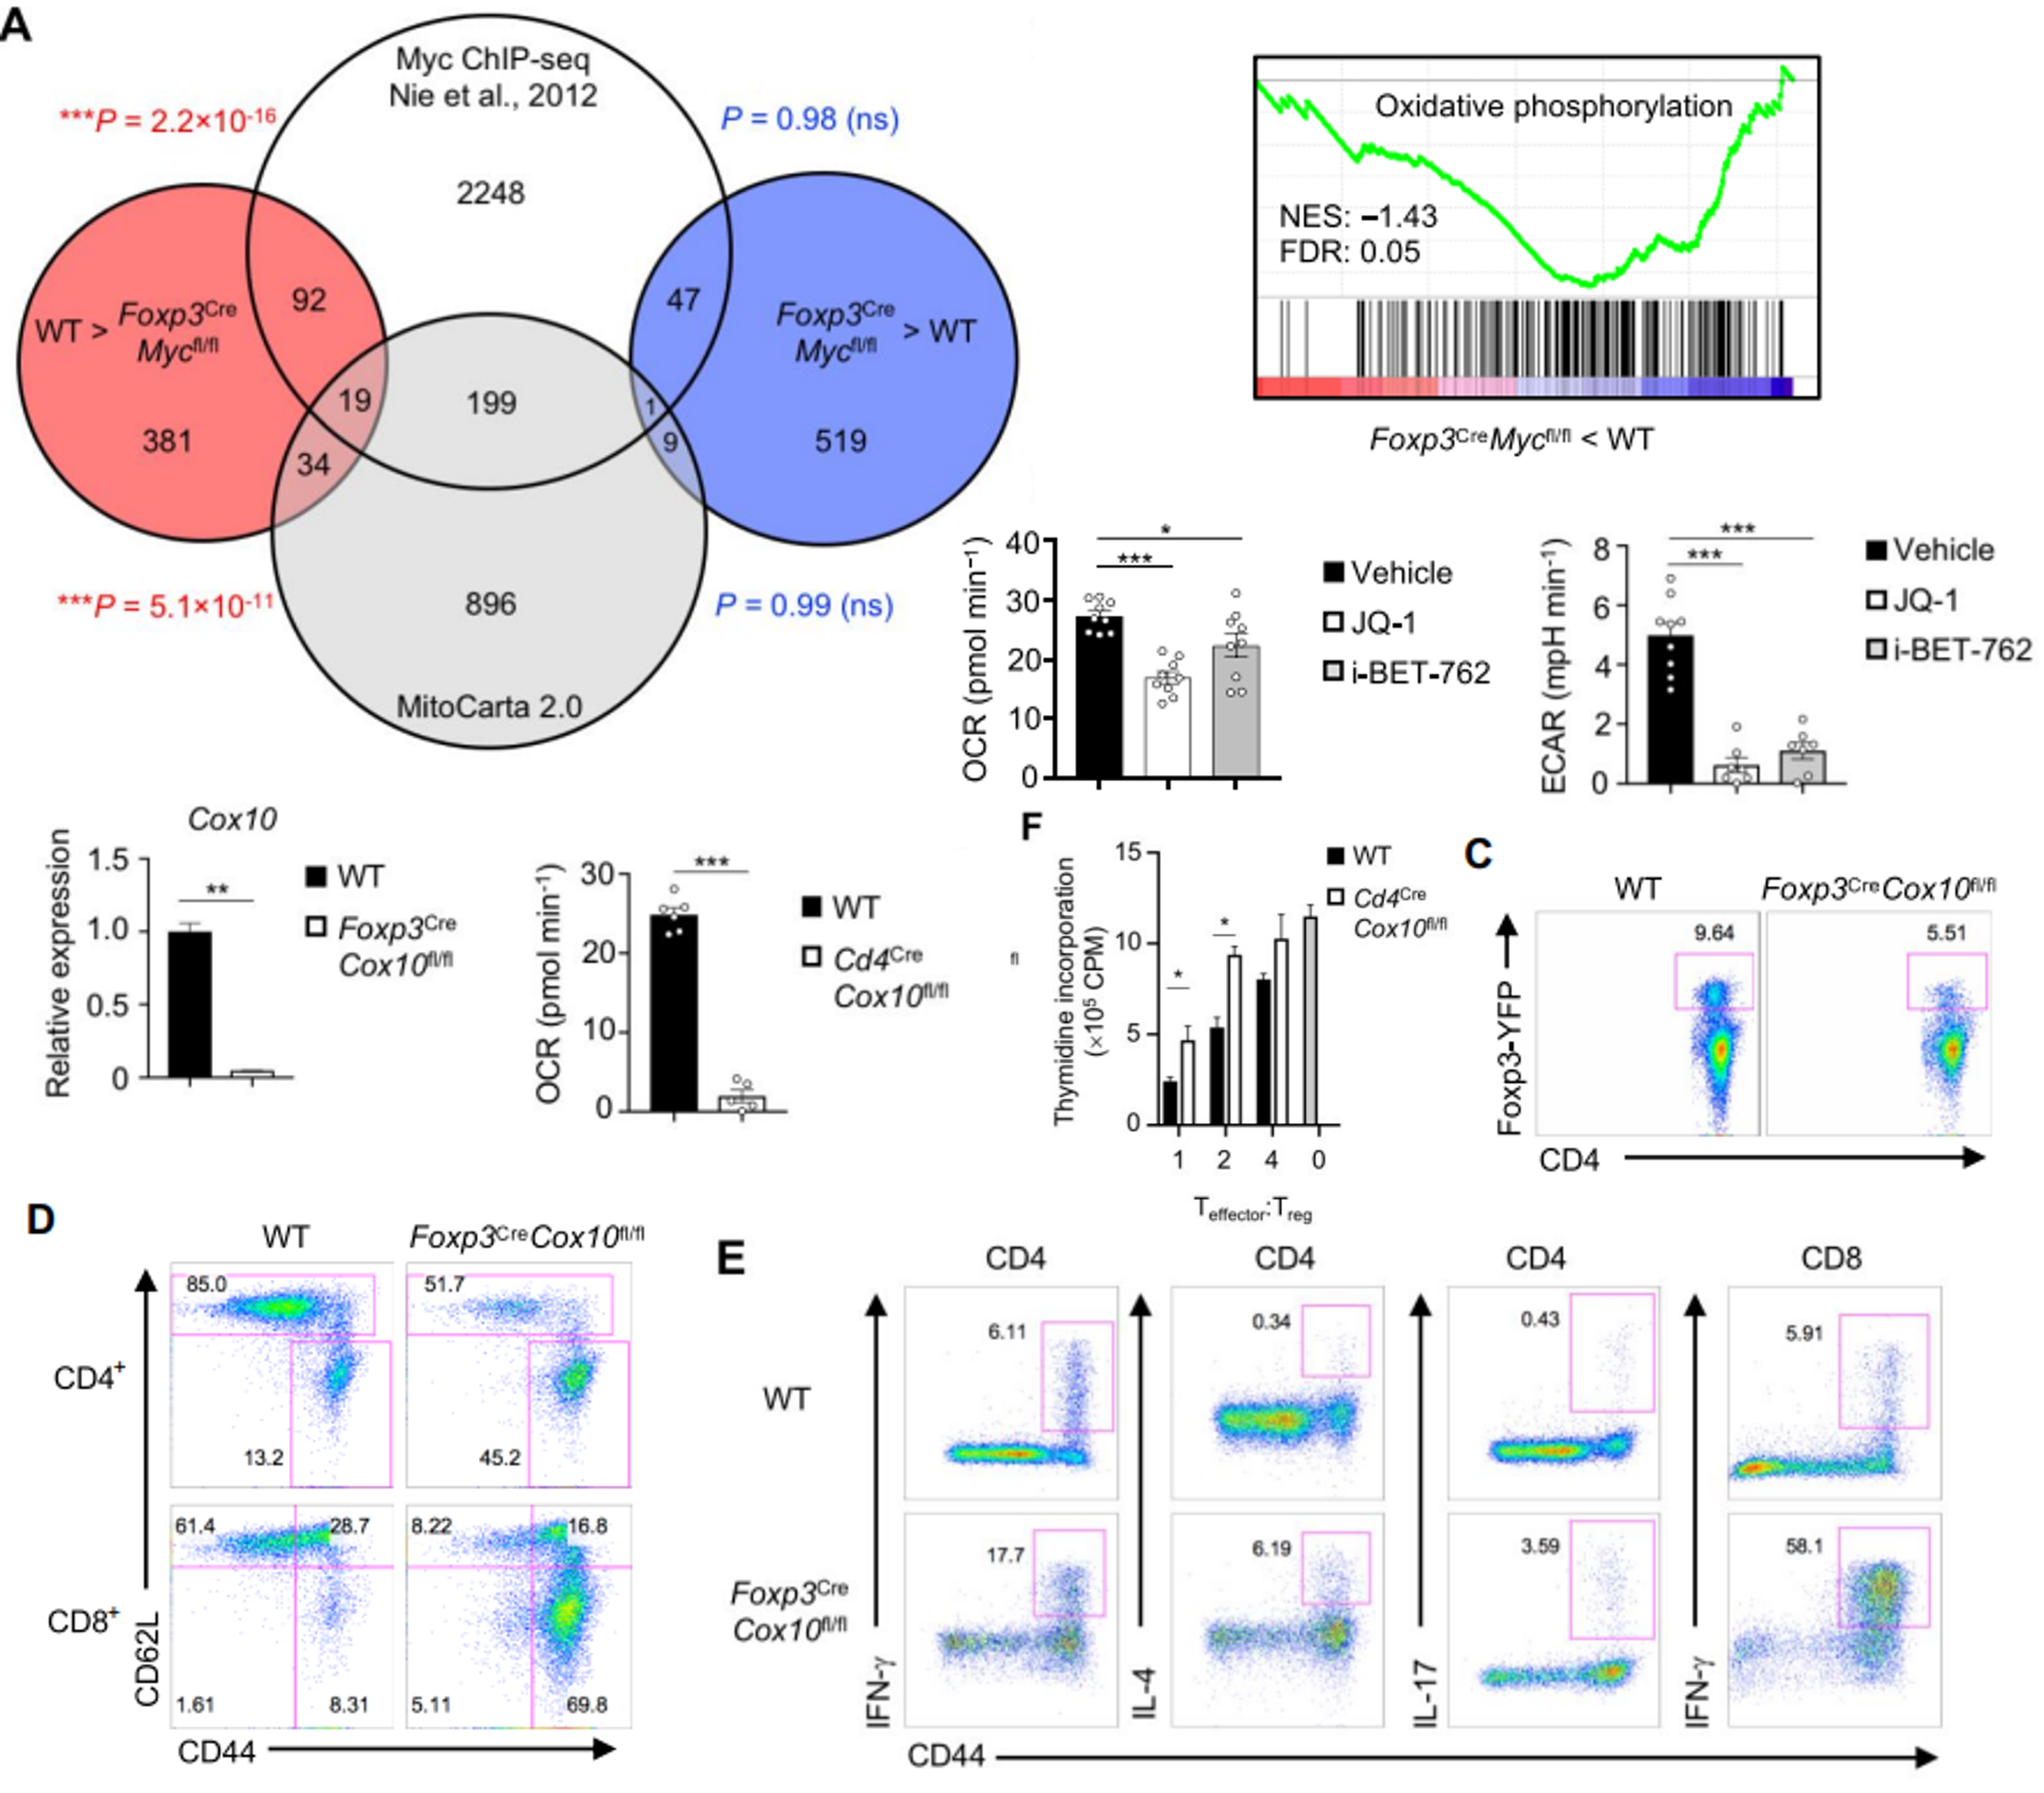 A
Myc ChIP-seq
Nie et al., 2012
***P = 2.2×10⁻¹⁶
P = 0.98 (ns)
2248
92
47
WT > Foxp3ᶜʳᵉ
Mycᶠˡ/ᶠˡ
Foxp3ᶜʳᵉ > WT
Mycᶠˡ/ᶠˡ
19
199
1
381
34
9
519
***P = 5.1×10⁻¹¹
896
P = 0.99 (ns)
MitoCarta 2.0
Oxidative phosphorylation
NES: −1.43
FDR: 0.05
Foxp3ᶜʳᵉMycᶠˡ/ᶠˡ < WT
OCR (pmol min⁻¹)
40
30
20
10
0
*
***
Vehicle
JQ-1
i-BET-762
ECAR (mpH min⁻¹)
8
6
4
2
0
***
***
Vehicle
JQ-1
i-BET-762
Cox10
Relative expression
1.5
1.0
0.5
0
**
WT
Foxp3ᶜʳᵉ
Cox10ᶠˡ/ᶠˡ
OCR (pmol min⁻¹)
30
20
10
0
***
WT
Cd4ᶜʳᵉ
Cox10ᶠˡ/ᶠˡ
fl
F
Thymidine incorporation
(×10⁵ CPM)
15
10
5
0
*
*
WT
Cd4ᶜʳᵉ
Cox10ᶠˡ/ᶠˡ
1 2 4 0
Teffector:Treg
C
WT
Foxp3ᶜʳᵉCox10ᶠˡ/ᶠˡ
9.64
5.51
Foxp3-YFP
CD4
D
WT
Foxp3ᶜʳᵉCox10ᶠˡ/ᶠˡ
85.0
51.7
CD4⁺
13.2
45.2
61.4
28.7
8.22
16.8
CD8⁺
1.61
8.31
5.11
69.8
CD62L
CD44
E
CD4
CD4
CD4
CD8
WT
6.11
0.34
0.43
5.91
Foxp3ᶜʳᵉ
Cox10ᶠˡ/ᶠˡ
17.7
6.19
3.59
58.1
IFN-γ
IL-4
IL-17
IFN-γ
CD44